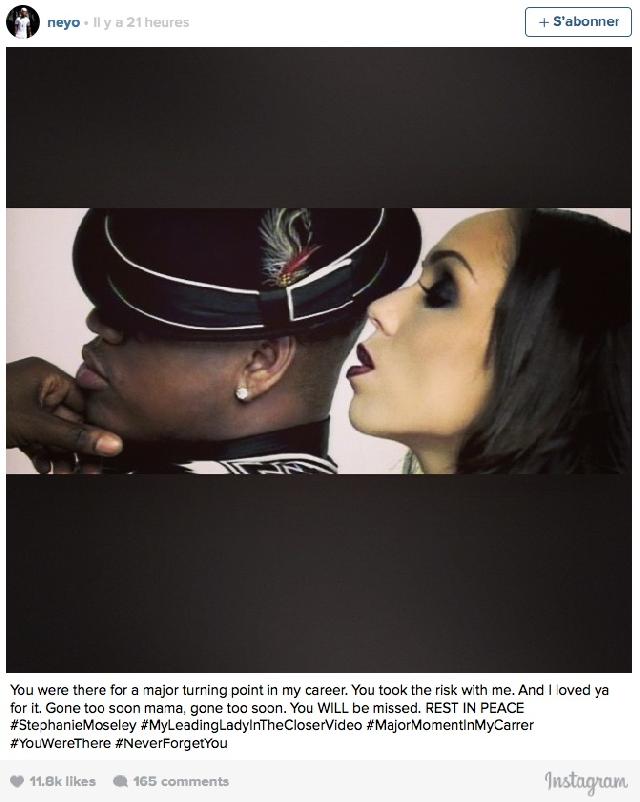 neyo • Il y a 21 heures
+ S'abonner
You were there for a major turning point in my career. You took the risk with me. And I loved ya
for it. Gone too soon mama, gone too soon. You WILL be missed. REST IN PEACE
#StephanieMoseley #MyLeadingLadyInTheCloserVideo #MajorMomentInMyCarrer
#YouWereThere #NeverForgetYou
11.8k likes 165 comments
Instagram